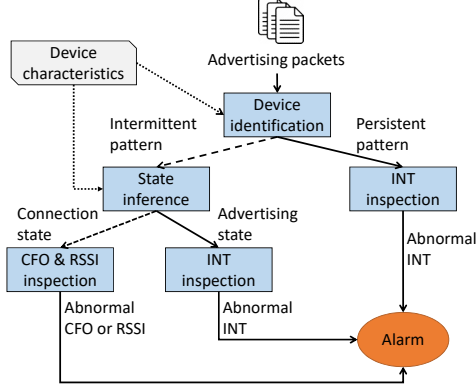 Advertising packets
Device
characteristics
Device
identification
Intermittent
pattern
Persistent
pattern
State
inference
INT
inspection
Connection
state
Advertising
state
CFO & RSSI
inspection
INT
inspection
Abnormal
INT
Abnormal
CFO or RSSI
Abnormal
INT
Alarm